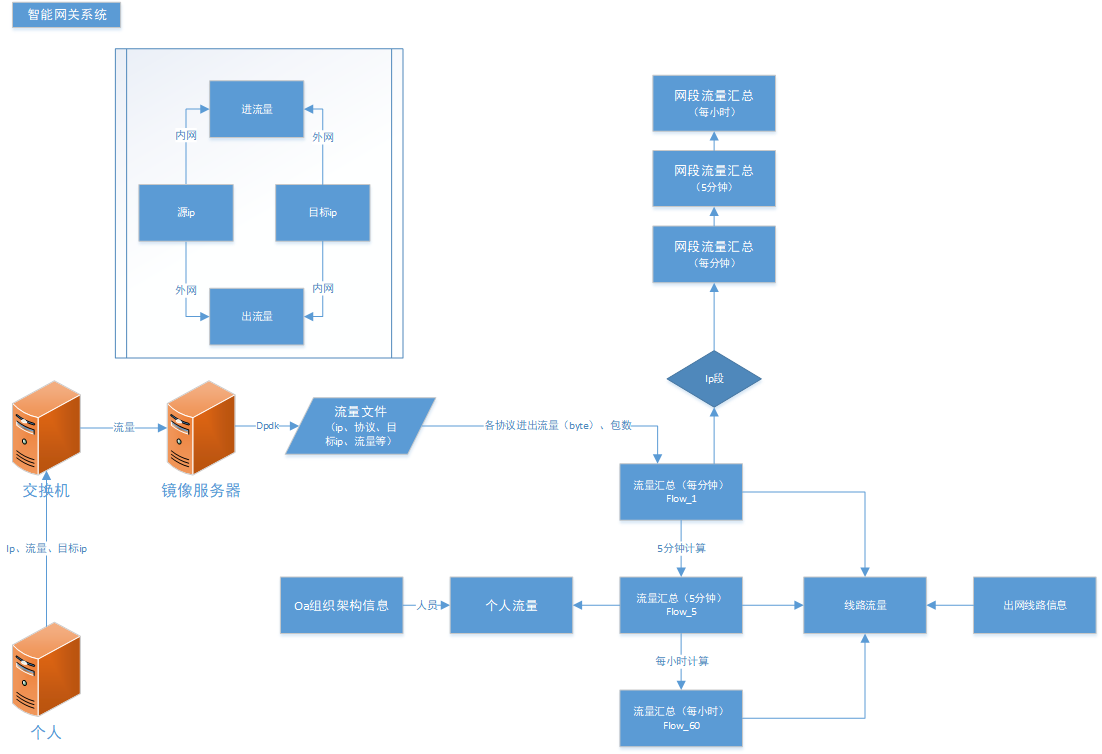 智能网关系统
进流量
内网
外网
源ip
目标ip
外网
内网
出流量
网段流量汇总
（每小时）
网段流量汇总
（5分钟）
网段流量汇总
（每分钟）
Ip段
流量
Dpdk
流量文件
（ip、协议、目
标ip、流量等）
各协议进出流量（byte）、包数
交换机
镜像服务器
流量汇总（每分钟）
Flow_1
Ip、流量、目标ip
5分钟计算
Oa组织架构信息
人员
个人流量
流量汇总（5分钟）
Flow_5
线路流量
出网线路信息
每小时计算
流量汇总（每小时）
Flow_60
个人